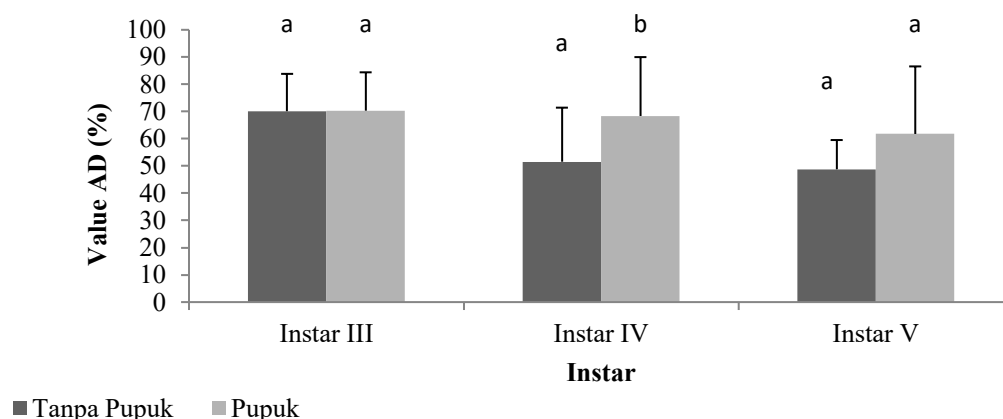 100
90
80
70
60
50
40
30
20
10
0
Value AD (%)
a a a b a a
Instar III Instar IV Instar V
Instar
Tanpa Pupuk Pupuk